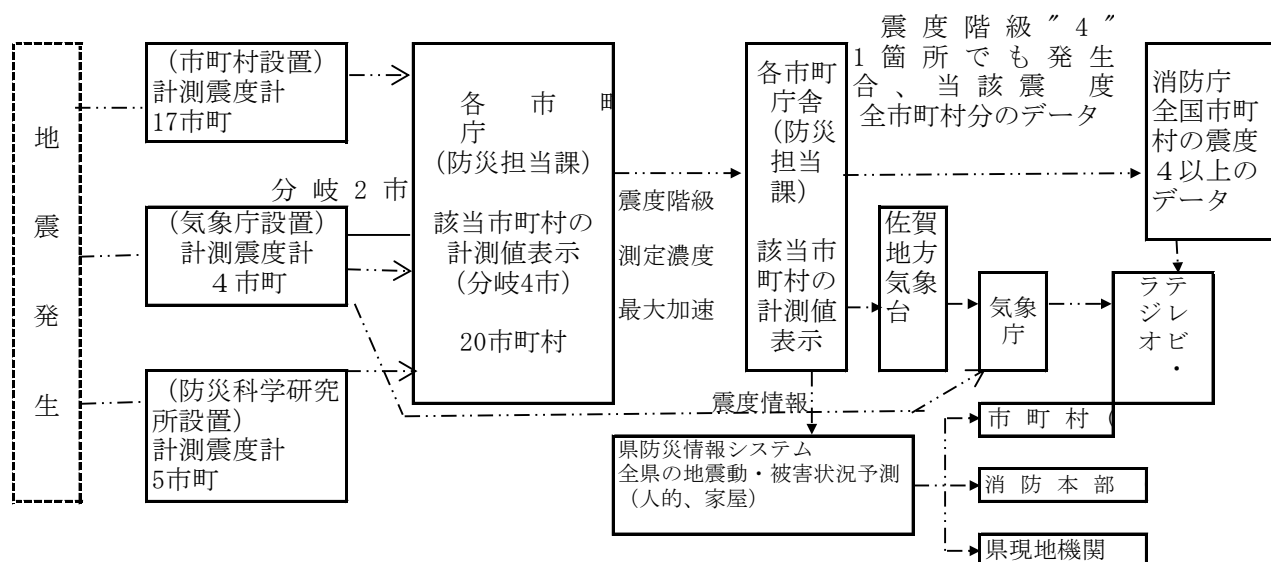 地
震
発
生
（市町村設置）
計測震度計
17市町
（気象庁設置）
計測震度計
４市町
（防災科学研究
所設置）
計測震度計
5市町
分岐２市
各市町
庁
（防災担当課）
該当市町村の
計測値表示
（分岐4市）
20市町村
震度階級
測定濃度
最大加速
各市町
庁舎
（防災
担当
課）
該当市
町村の
計測値
表示
震度階級″4″
1箇所でも発生
合、当該震度
全市町村分のデータ
消防庁
全国市町
村の震度
４以上の
データ
佐賀
地方
気象
台
気象
庁
テレビ・
ラジオ
震度情報
県防災情報システム
全県の地震動・被害状況予測
（人的、家屋）
市町村（
消防本部
県現地機関